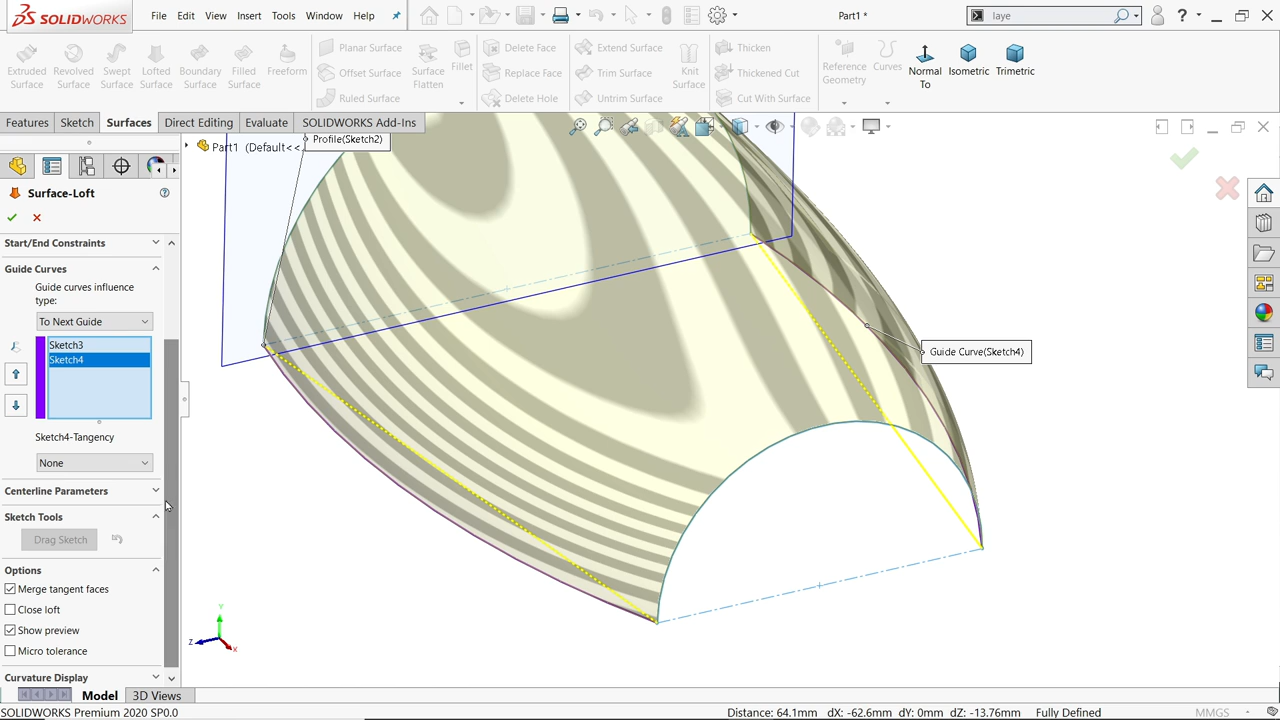 SOLIDWORKS File Edit View Insert Tools Window Help Part1 * laye ?
Extruded Surface Revolved Surface Swept Surface Lofted Surface Boundary Surface Filled Surface Freeform
Planar Surface
Offset Surface
Ruled Surface
Surface Flatten
Fillet
Delete Face
Replace Face
Delete Hole
Extend Surface
Trim Surface
Untrim Surface
Knit Surface
Thicken
Thickened Cut
Cut With Surface
Reference Geometry
Curves
Normal To
Isometric
Trimetric
Features Sketch Surfaces Direct Editing Evaluate SOLIDWORKS Add-Ins
Profile(Sketch2)
Part1 (Default<<
Surface-Loft
Start/End Constraints
Guide Curves
Guide curves influence
type:
To Next Guide
Sketch3
Sketch4
Guide Curve(Sketch4)
Sketch4-Tangency
None
Centerline Parameters
Sketch Tools
Drag Sketch
Options
Merge tangent faces
Close loft
Show preview
Micro tolerance
Curvature Display
Y
Z
X
Model 3D Views
SOLIDWORKS Premium 2020 SP0.0 Distance: 64.1mm dX: -62.6mm dY: 0mm dZ: -13.76mm Fully Defined MMGS